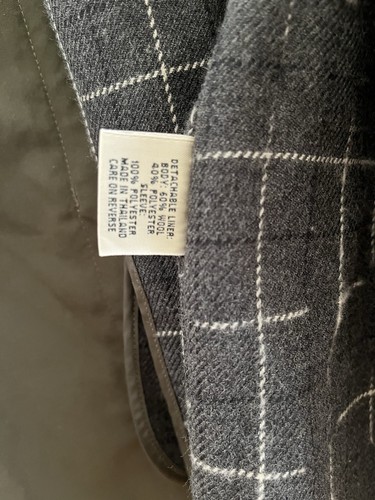 DETACHABLE LINER:
BODY: 60% WOOL
40% POLYESTER
SLEEVE:
100% POLYESTER
MADE IN THAILAND
CARE ON REVERSE